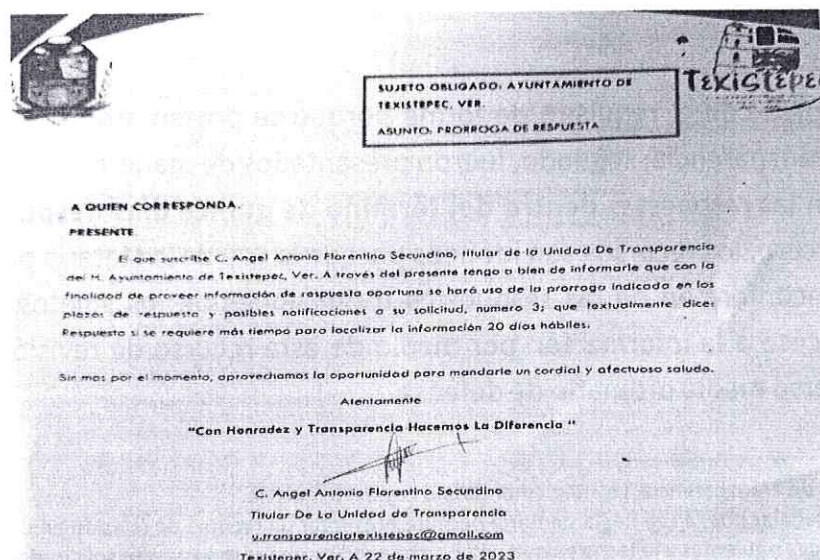 SUJETO OBLIGADO: AYUNTAMIENTO DE
TEXISTEPEC, VER.
ASUNTO: PRORROGA DE RESPUESTA
TEXISTEPEC
A QUIEN CORRESPONDA.
PRESENTE
El que suscribe C. Angel Antonio Florentino Secundino, titular de la Unidad De Transparencia
del H. Ayuntamiento de Texistepec, Ver. A través del presente tengo a bien de informarle que con la
finalidad de proveer información de respuesta oportuna se hará uso de la prorroga indicada en los
plazos de respuesta y posibles notificaciones a su solicitud, numero 3; que textualmente dice:
Respuesta si se requiere más tiempo para localizar la información 20 días hábiles.
Sin mas por el momento, aprovechamos la oportunidad para mandarle un cordial y afectuoso saludo.
Atentamente
"Con Honradez y Transparencia Hacemos La Diferencia "
C. Angel Antonio Florentino Secundino
Titular De La Unidad de Transparencia
u.transparenciatexistepec@gmail.com
Texistepec, Ver. A 22 de marzo de 2023